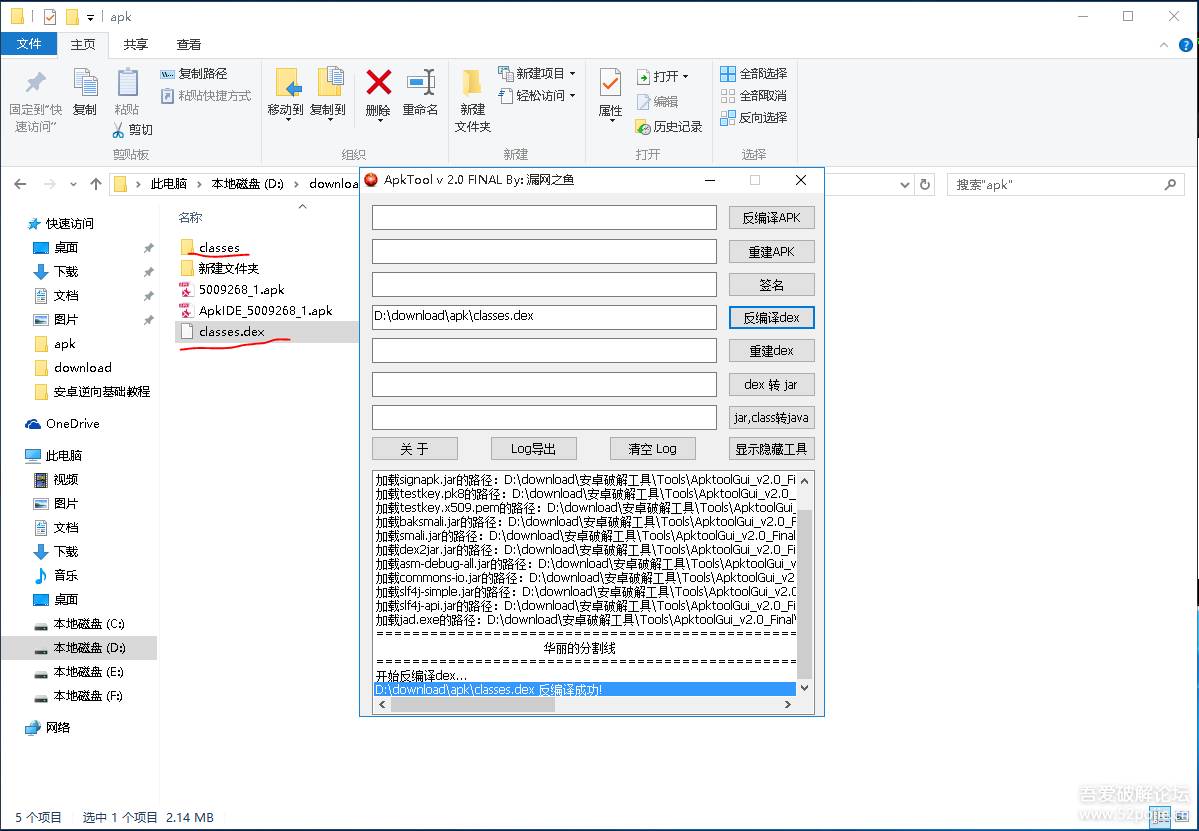 apk
文件 主页 共享 查看
固定到"快速访问"
复制
粘贴
复制路径
粘贴快捷方式
剪切
剪贴板
移动到
复制到
删除
重命名
组织
新建文件夹
新建项目
轻松访问
新建
属性
打开
编辑
历史记录
打开
全部选择
全部取消
反向选择
选择
此电脑 本地磁盘 (D:) downloa
搜索"apk"
快速访问
桌面
下载
文档
图片
apk
download
安卓逆向基础教程
OneDrive
此电脑
视频
图片
文档
下载
音乐
桌面
本地磁盘 (C:)
本地磁盘 (D:)
本地磁盘 (E:)
本地磁盘 (F:)
网络
名称
classes
新建文件夹
5009268_1.apk
ApkIDE_5009268_1.apk
classes.dex
ApkTool v 2.0 FINAL By: 漏网之鱼
反编译APK
重建APK
签名
D:\download\apk\classes.dex
反编译dex
重建dex
dex 转 jar
jar,class转java
关 于
Log导出
清空 Log
显示隐藏工具
加载signapk.jar的路径：D:\download\安卓破解工具\Tools\ApktoolGui_v2.0_Fi
加载testkey.pk8的路径：D:\download\安卓破解工具\Tools\ApktoolGui_v2.0_
加载testkey.x509.pem的路径：D:\download\安卓破解工具\Tools\ApktoolGui_
加载baksmali.jar的路径：D:\download\安卓破解工具\Tools\ApktoolGui_v2.0_F
加载smali.jar的路径：D:\download\安卓破解工具\Tools\ApktoolGui_v2.0_Final
加载dex2jar.jar的路径：D:\download\安卓破解工具\Tools\ApktoolGui_v2.0_Fi
加载asm-debug-all.jar的路径：D:\download\安卓破解工具\Tools\ApktoolGui_v
加载commons-io.jar的路径：D:\download\安卓破解工具\Tools\ApktoolGui_v2
加载slf4j-simple.jar的路径：D:\download\安卓破解工具\Tools\ApktoolGui_v2.0
加载slf4j-api.jar的路径：D:\download\安卓破解工具\Tools\ApktoolGui_v2.0_Fi
加载jad.exe的路径：D:\download\安卓破解工具\Tools\ApktoolGui_v2.0_Final\
华丽的分割线
开始反编译dex...
D:\download\apk\classes.dex 反编译成功!
5 个项目 选中 1 个项目 2.14 MB
吾爱破解论坛
www.52pojie.cn